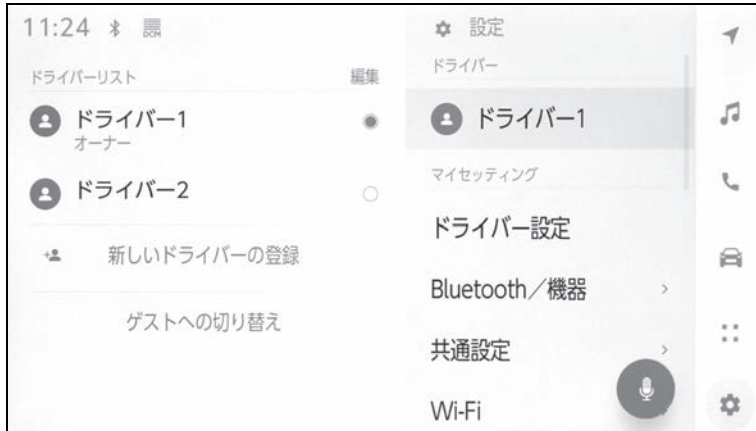 11:24
DCM
ドライバーリスト 編集
ドライバー1
オーナー
ドライバー2
新しいドライバーの登録
ゲストへの切り替え
設定
ドライバー
ドライバー1
マイセッティング
ドライバー設定
Bluetooth／機器
共通設定
Wi-Fi